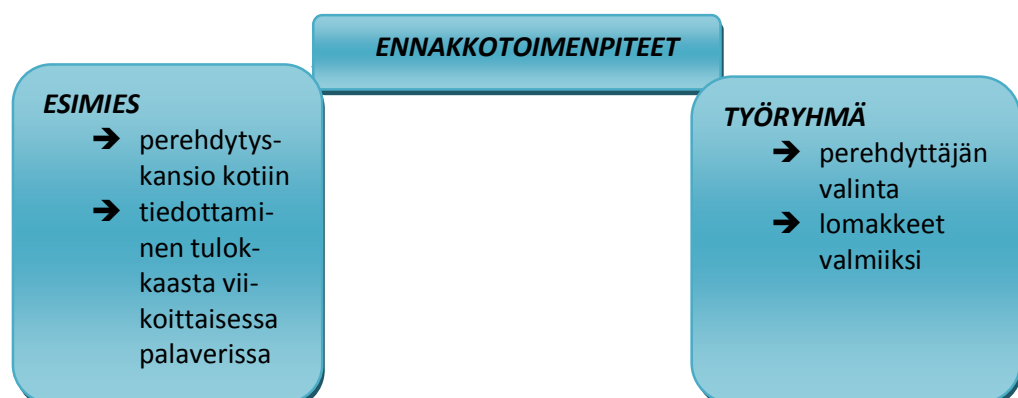 ENNAKKOTOIMENPITEET
ESIMIES
➔ perehdytys-
kansio kotiin
➔ tiedottami-
nen tulok-
kaasta vii-
koittaisessa
palaverissa
TYÖRYHMÄ
➔ perehdyttäjän
valinta
➔ lomakkeet
valmiiksi